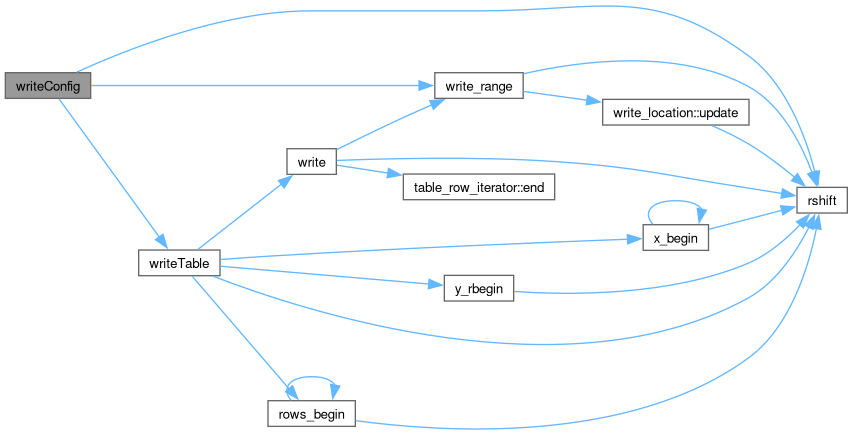 writeConfig
write_range
write_location::update
write
table_row_iterator::end
rshift
x_begin
writeTable
y_rbegin
rows_begin